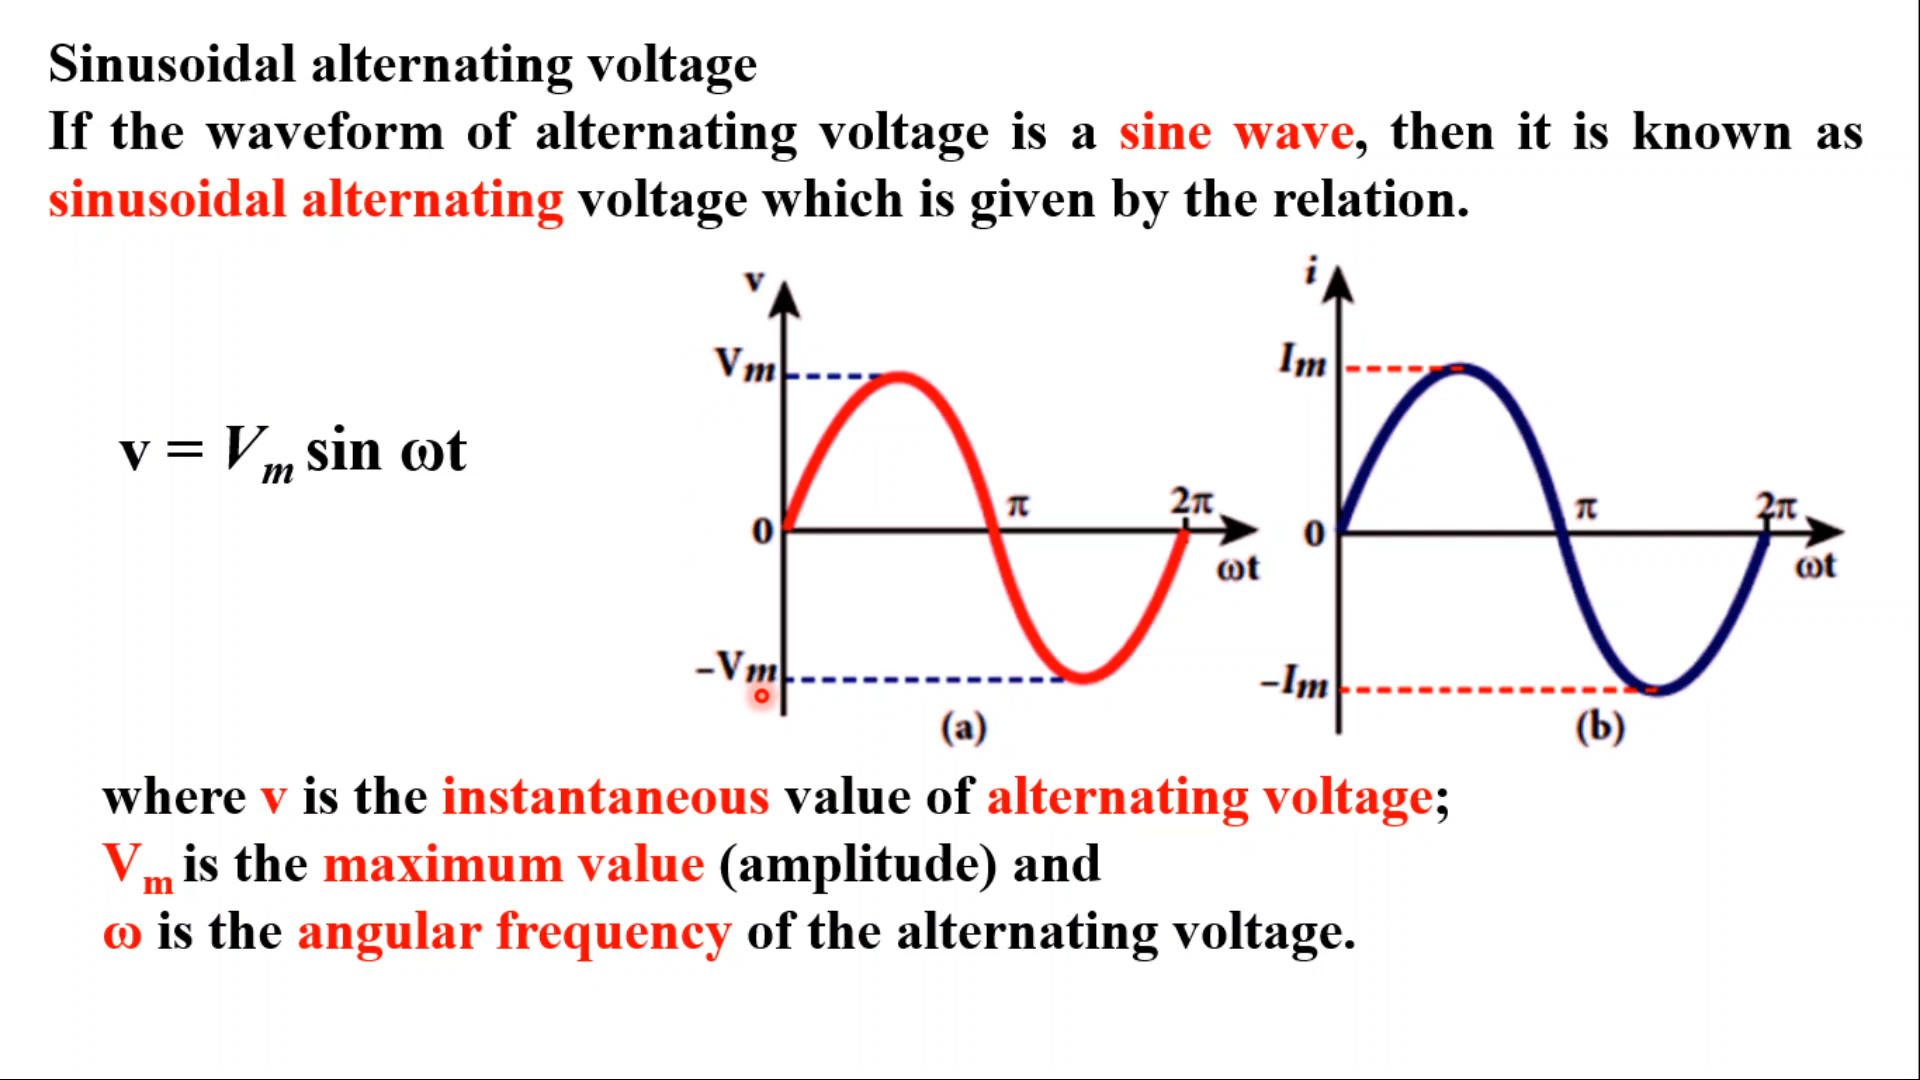 Sinusoidal alternating voltage
If the waveform of alternating voltage is a sine wave, then it is known as
sinusoidal alternating voltage which is given by the relation.
v = Vm sin ωt
v
Vm
0
π
2π
ωt
–Vm
(a)
i
Im
0
π
2π
ωt
–Im
(b)
where v is the instantaneous value of alternating voltage;
Vm is the maximum value (amplitude) and
ω is the angular frequency of the alternating voltage.